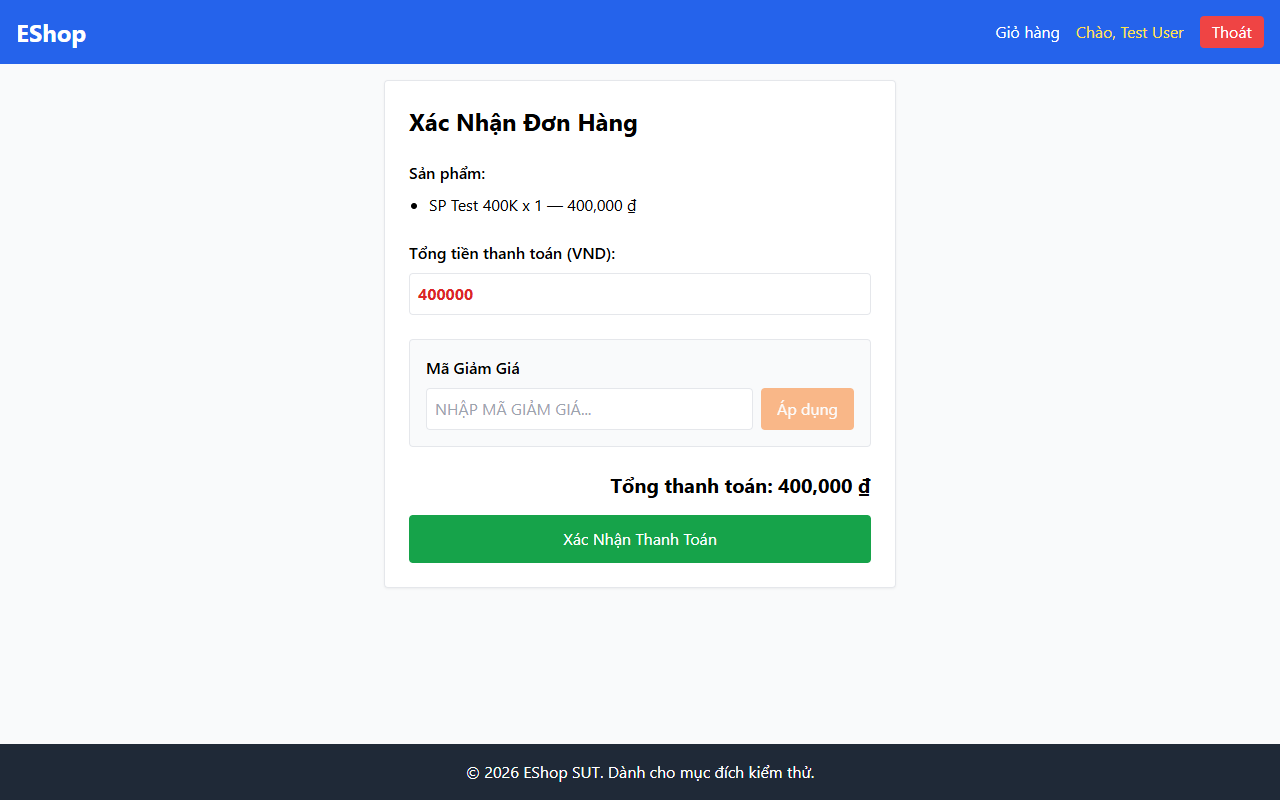 EShop
Giỏ hàng
Chào, Test User
Thoát
Xác Nhận Đơn Hàng
Sản phẩm:
SP Test 400K x 1 — 400,000 ₫
Tổng tiền thanh toán (VND):
400000
Mã Giảm Giá
NHẬP MÃ GIẢM GIÁ...
Áp dụng
Tổng thanh toán: 400,000 ₫
Xác Nhận Thanh Toán
© 2026 EShop SUT. Dành cho mục đích kiểm thử.